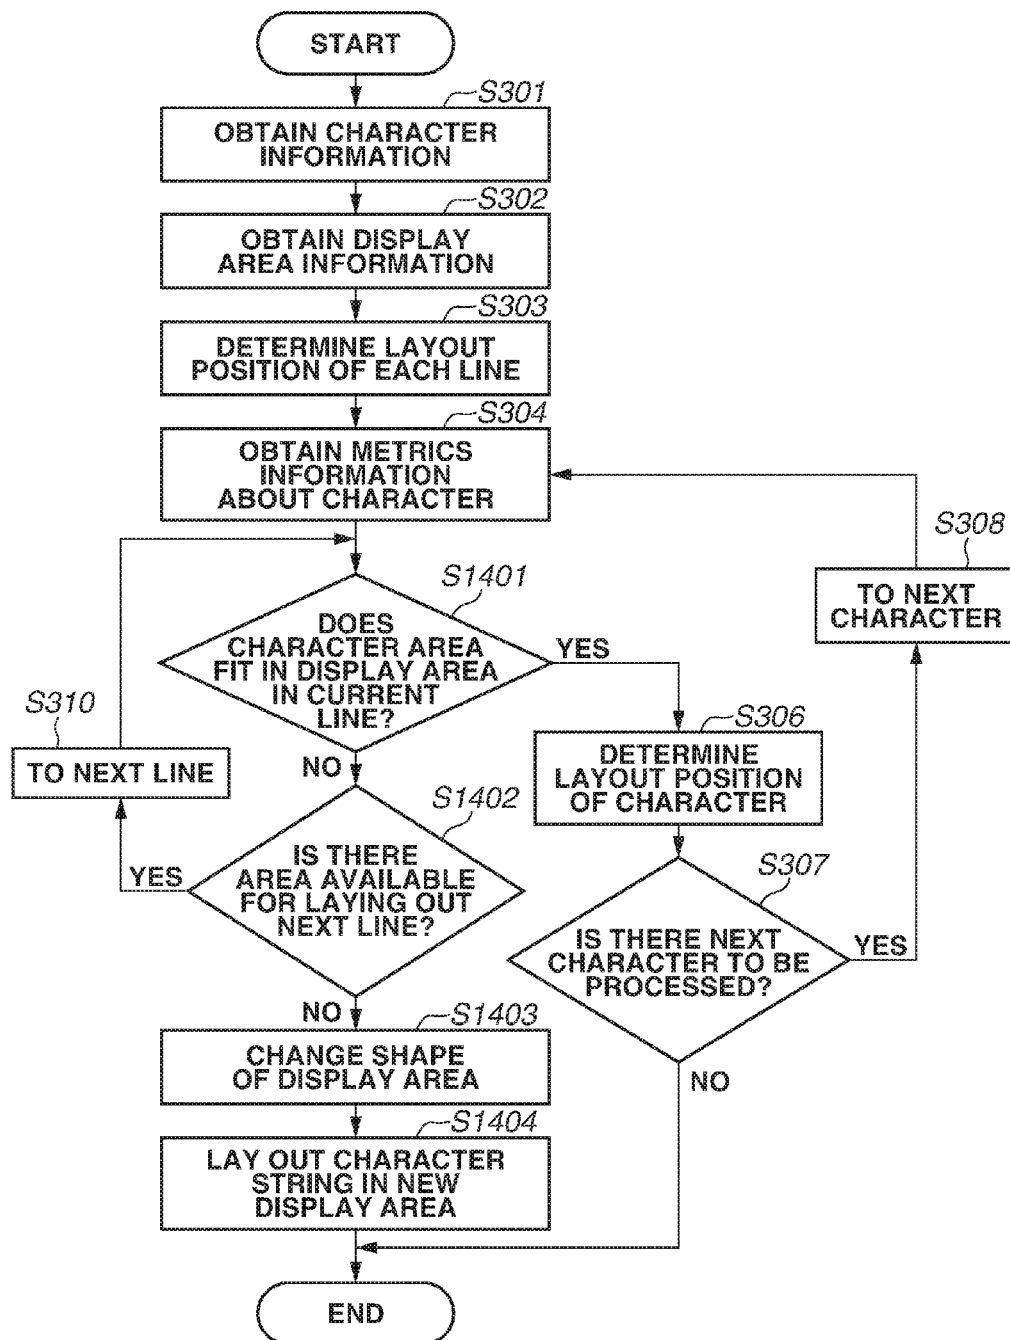 START
S301
OBTAIN CHARACTER
INFORMATION
S302
OBTAIN DISPLAY
AREA INFORMATION
S303
DETERMINE LAYOUT
POSITION OF EACH LINE
S304
OBTAIN METRICS
INFORMATION
ABOUT CHARACTER
S308
TO NEXT
CHARACTER
S1401
DOES
CHARACTER AREA
FIT IN DISPLAY AREA
IN CURRENT
LINE?
YES
NO
S310
TO NEXT LINE
S306
DETERMINE
LAYOUT POSITION
OF CHARACTER
S1402
IS THERE
AREA AVAILABLE
FOR LAYING OUT
NEXT LINE?
YES
NO
S307
IS THERE NEXT
CHARACTER TO BE
PROCESSED?
YES
NO
S1403
CHANGE SHAPE
OF DISPLAY AREA
S1404
LAY OUT CHARACTER
STRING IN NEW
DISPLAY AREA
END